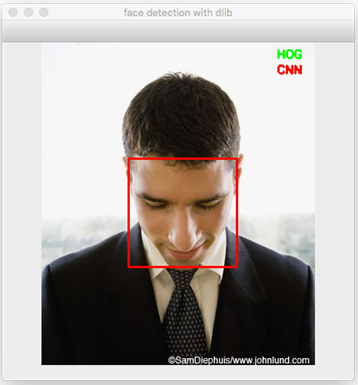 face detection with dlib
HOG
CNN
©SamDiephuis/www.johnlund.com